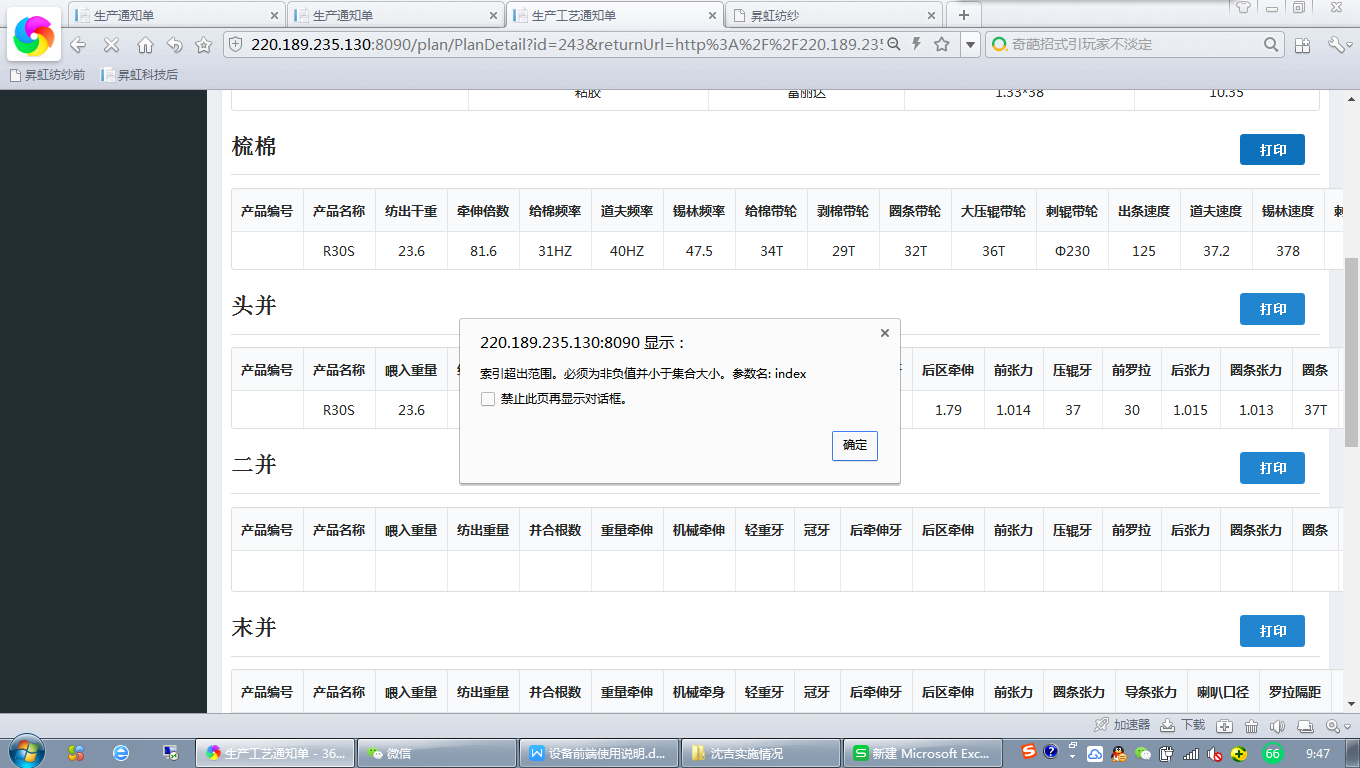 生产通知单
生产通知单
生产工艺通知单
昇虹纺纱
220.189.235.130:8090/plan/PlanDetail?id=243&returnUrl=http%3A%2F%2F220.189.23
奇葩招式引玩家不淡定
昇虹纺纱前
昇虹科技后
粘胶 富丽达 1.33*38 10.35
梳棉
打印
产品编号 产品名称 纺出干重 牵伸倍数 给棉频率 道夫频率 锡林频率 给棉带轮 剥棉带轮 圈条带轮 大压辊带轮 刺辊带轮 出条速度 道夫速度 锡林速度
R30S 23.6 81.6 31HZ 40HZ 47.5 34T 29T 32T 36T Φ230 125 37.2 378
头并
打印
产品编号 产品名称 喂入重量 后区牵伸 前张力 压辊牙 前罗拉 后张力 圈条张力 圈条
R30S 23.6 1.79 1.014 37 30 1.015 1.013 37T
220.189.235.130:8090 显示：
索引超出范围。必须为非负值并小于集合大小。参数名: index
禁止此页再显示对话框。
确定
二并
打印
产品编号 产品名称 喂入重量 纺出重量 并合根数 重量牵伸 机械牵伸 轻重牙 冠牙 后牵伸牙 后区牵伸 前张力 压辊牙 前罗拉 后张力 圈条张力 圈条
末并
打印
产品编号 产品名称 喂入重量 纺出重量 并合根数 重量牵伸 机械牵身 轻重牙 冠牙 后牵伸牙 后区牵伸 前张力 圈条张力 导条张力 喇叭口径 罗拉隔距
加速器 下载
生产工艺通知单 - 36...
微信
设备前端使用说明.d...
沈吉实施情况
新建 Microsoft Exc...
66
9:47